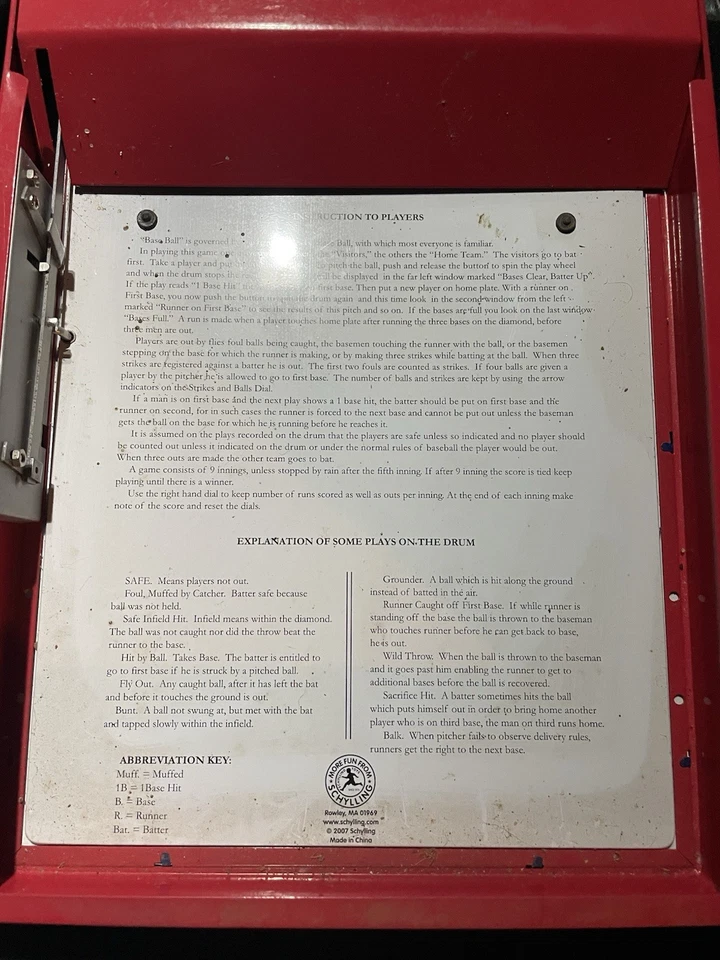 RUCTION TO PLAYERS
"Base Ball" is governed Ball, with which most everyone is familiar.
In playing this game "Visitors," the others the "Home Team." The visitors go to bat
first. Take a player and pu pitch the ball, push and release the button to spin the play wheel
and when the drum stops the will be displayed in the far left window marked "Bases Clear, Batter Up".
If the play reads "1 Base Hit" first base. Then put a new player on home plate. With a runner on
First Base, you now push the button to spin the drum again and this time look in the second window from the left
marked "Runner on First Base" to see the results of this pitch and so on. If the bases are full you look on the last window
"Bases Full." A run is made when a player touches home plate after running the three bases on the diamond, before
three men are out.
Players are out by flies foul balls being caught, the basemen touching the runner with the ball, or the basemen
stepping on the base for which the runner is making, or by making three strikes while batting at the ball. When three
strikes are registered against a batter he is out. The first two fouls are counted as strikes. If four balls are given a
player by the pitcher he is allowed to go to first base. The number of balls and strikes are kept by using the arrow
indicators on the Strikes and Balls Dial.
If a man is on first base and the next play shows a 1 base hit, the batter should be put on first base and the
runner on second, for in such cases the runner is forced to the next base and cannot be put out unless the baseman
gets the ball on the base for which he is running before he reaches it.
It is assumed on the plays recorded on the drum that the players are safe unless so indicated and no player should
be counted out unless it indicated on the drum or under the normal rules of baseball the player would be out.
When three outs are made the other team goes to bat.
A game consists of 9 innings, unless stopped by rain after the fifth inning. If after 9 inning the score is tied keep
playing until there is a winner.
Use the right hand dial to keep number of runs scored as well as outs per inning. At the end of each inning make
note of the score and reset the dials.
EXPLANATION OF SOME PLAYS ON THE DRUM
SAFE. Means players not out.
Foul, Muffed by Catcher. Batter safe because
ball was not held.
Safe Infield Hit. Infield means within the diamond.
The ball was not caught nor did the throw beat the
runner to the base.
Hit by Ball. Takes Base. The batter is entitled to
go to first base if he is struck by a pitched ball.
Fly Out. Any caught ball, after it has left the bat
and before it touches the ground is out.
Bunt. A ball not swung at, but met with the bat
and tapped slowly within the infield.
Grounder. A ball which is hit along the ground
instead of batted in the air.
Runner Caught off First Base. If while runner is
standing off the base the ball is thrown to the baseman
who touches runner before he can get back to base,
he is out.
Wild Throw. When the ball is thrown to the baseman
and it goes past him enabling the runner to get to
additional bases before the ball is recovered.
Sacrifice Hit. A batter sometimes hits the ball
which puts himself out in order to bring home another
player who is on third base, the man on third runs home.
Balk. When pitcher fails to observe delivery rules,
runners get the right to the next base.
ABBREVIATION KEY:
Muff. = Muffed
1B = 1Base Hit
B. = Base
R. = Runner
Bat. = Batter
MORE FUN FROM
SCHYLLING
Rowley, MA 01969
www.schylling.com
© 2007 Schylling
Made in China